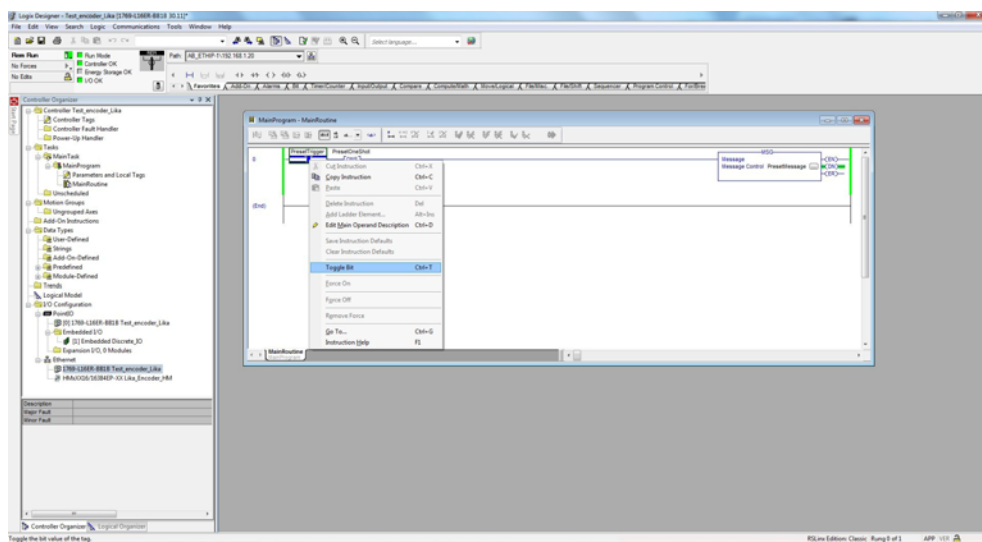 Logix Designer - Test_encoder_Lika [1769-L16ER-BB1B 30.11]*
File Edit View Search Logic Communications Tools Window Help
Select language...
Rem Run
No Forces
No Edits
Run Mode
Controller OK
Energy Storage OK
I/O OK
Path: AB_ETHIP-1\192.168.1.20
Favorites Add-On Alarms Bit Timer/Counter Input/Output Compare Compute/Math Move/Logical File/Misc. File/Shift Sequencer Program Control For/Break
Start Page
Controller Organizer
Controller Test_encoder_Lika
Controller Tags
Controller Fault Handler
Power-Up Handler
Tasks
MainTask
MainProgram
Parameters and Local Tags
MainRoutine
Unscheduled
Motion Groups
Ungrouped Axes
Add-On Instructions
Data Types
User-Defined
Strings
Add-On-Defined
Predefined
Module-Defined
Trends
Logical Model
I/O Configuration
PointIO
[0] 1769-L16ER-BB1B Test_encoder_Lika
Embedded I/O
[1] Embedded Discrete_IO
Expansion I/O, 0 Modules
Ethernet
1769-L16ER-BB1B Test_encoder_Lika
HMxXX16/16384EP-XX Lika_Encoder_HM
Description
Major Fault
Minor Fault
Controller Organizer Logical Organizer
MainProgram - MainRoutine
0
PresetTrigger PresetOneShot
MSG
Message
Message Control PresetMessage ...
EN
DN
ER
(End)
Cut Instruction Ctrl+X
Copy Instruction Ctrl+C
Paste Ctrl+V
Delete Instruction Del
Add Ladder Element... Alt+Ins
Edit Main Operand Description Ctrl+D
Save Instruction Defaults
Clear Instruction Defaults
Toggle Bit Ctrl+T
Force On
Force Off
Remove Force
Go To... Ctrl+G
Instruction Help F1
MainRoutine
Toggle the bit value of the tag.
RSLinx Edition: Classic Rung 0 of 1 APP VER